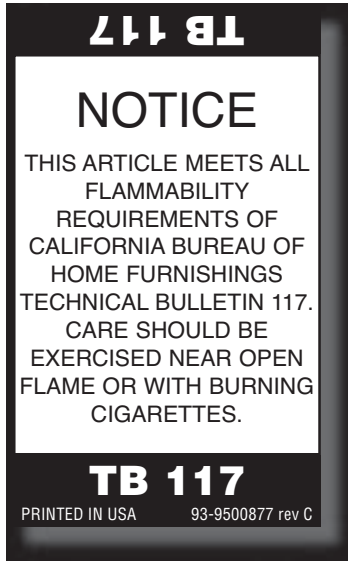 TB 117
NOTICE
THIS ARTICLE MEETS ALL
FLAMMABILITY
REQUIREMENTS OF
CALIFORNIA BUREAU OF
HOME FURNISHINGS
TECHNICAL BULLETIN 117.
CARE SHOULD BE
EXERCISED NEAR OPEN
FLAME OR WITH BURNING
CIGARETTES.
TB 117
PRINTED IN USA 93-9500877 rev C